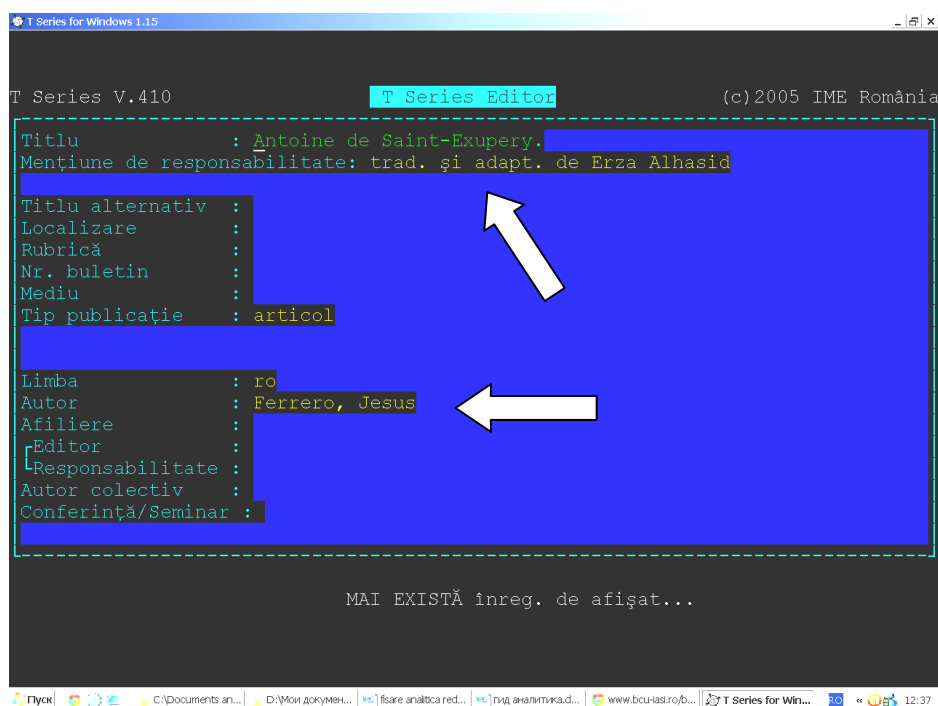 T Series for Windows 1.15
T Series V.410 T Series Editor (c)2005 IME România
Titlu : Antoine de Saint-Exupery.
Mențiune de responsabilitate: trad. și adapt. de Erza Alhasid
Titlu alternativ :
Localizare :
Rubrică :
Nr. buletin :
Mediu :
Tip publicație : articol
Limba : ro
Autor : Ferrero, Jesus
Afiliere :
Editor :
Responsabilitate :
Autor colectiv :
Conferință/Seminar :
MAI EXISTĂ înreg. de afișat...
Пуск C:\Documents an... D:\Мои докумен... fisare analitica red... гид аналитика.d... www.bcu-iasi.ro/b... T Series for Win... RO « 12:37